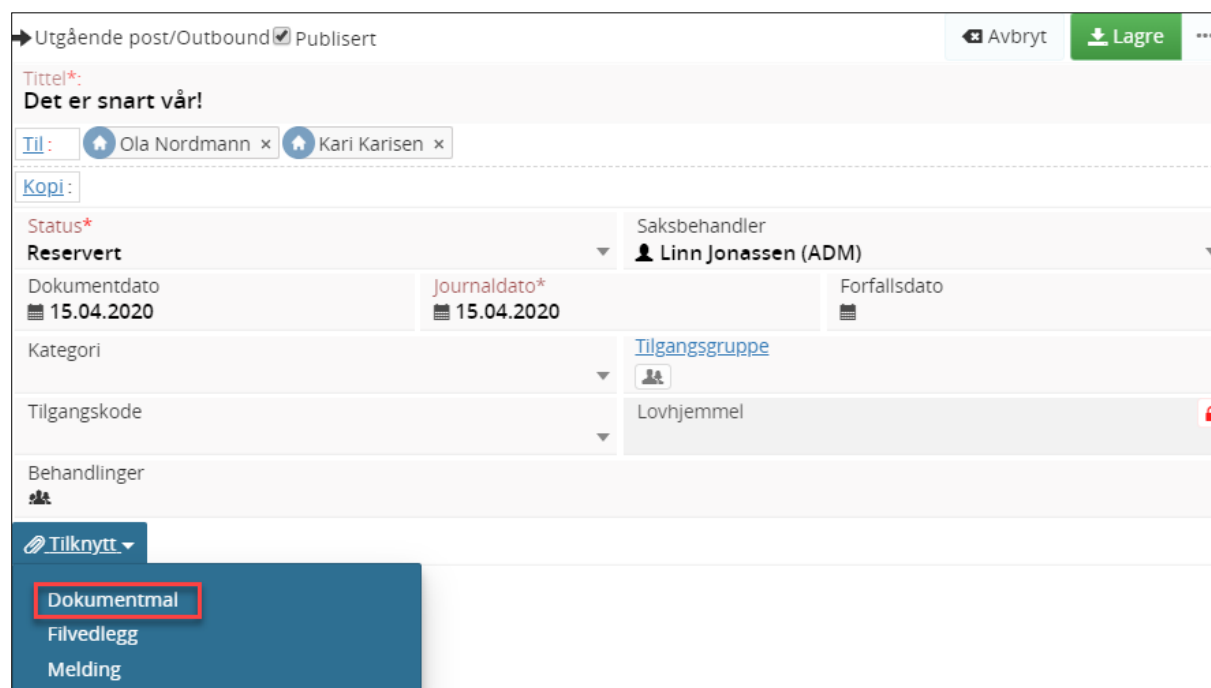 Utgående post/Outbound Publisert
Avbryt
Lagre
Tittel*:
Det er snart vår!
Til: Ola Nordmann × Kari Karisen ×
Kopi:
Status* Saksbehandler
Reservert Linn Jonassen (ADM)
Dokumentdato Journaldato* Forfallsdato
15.04.2020 15.04.2020
Kategori Tilgangsgruppe
Tilgangskode Lovhjemmel
Behandlinger
Tilknytt
Dokumentmal
Filvedlegg
Melding